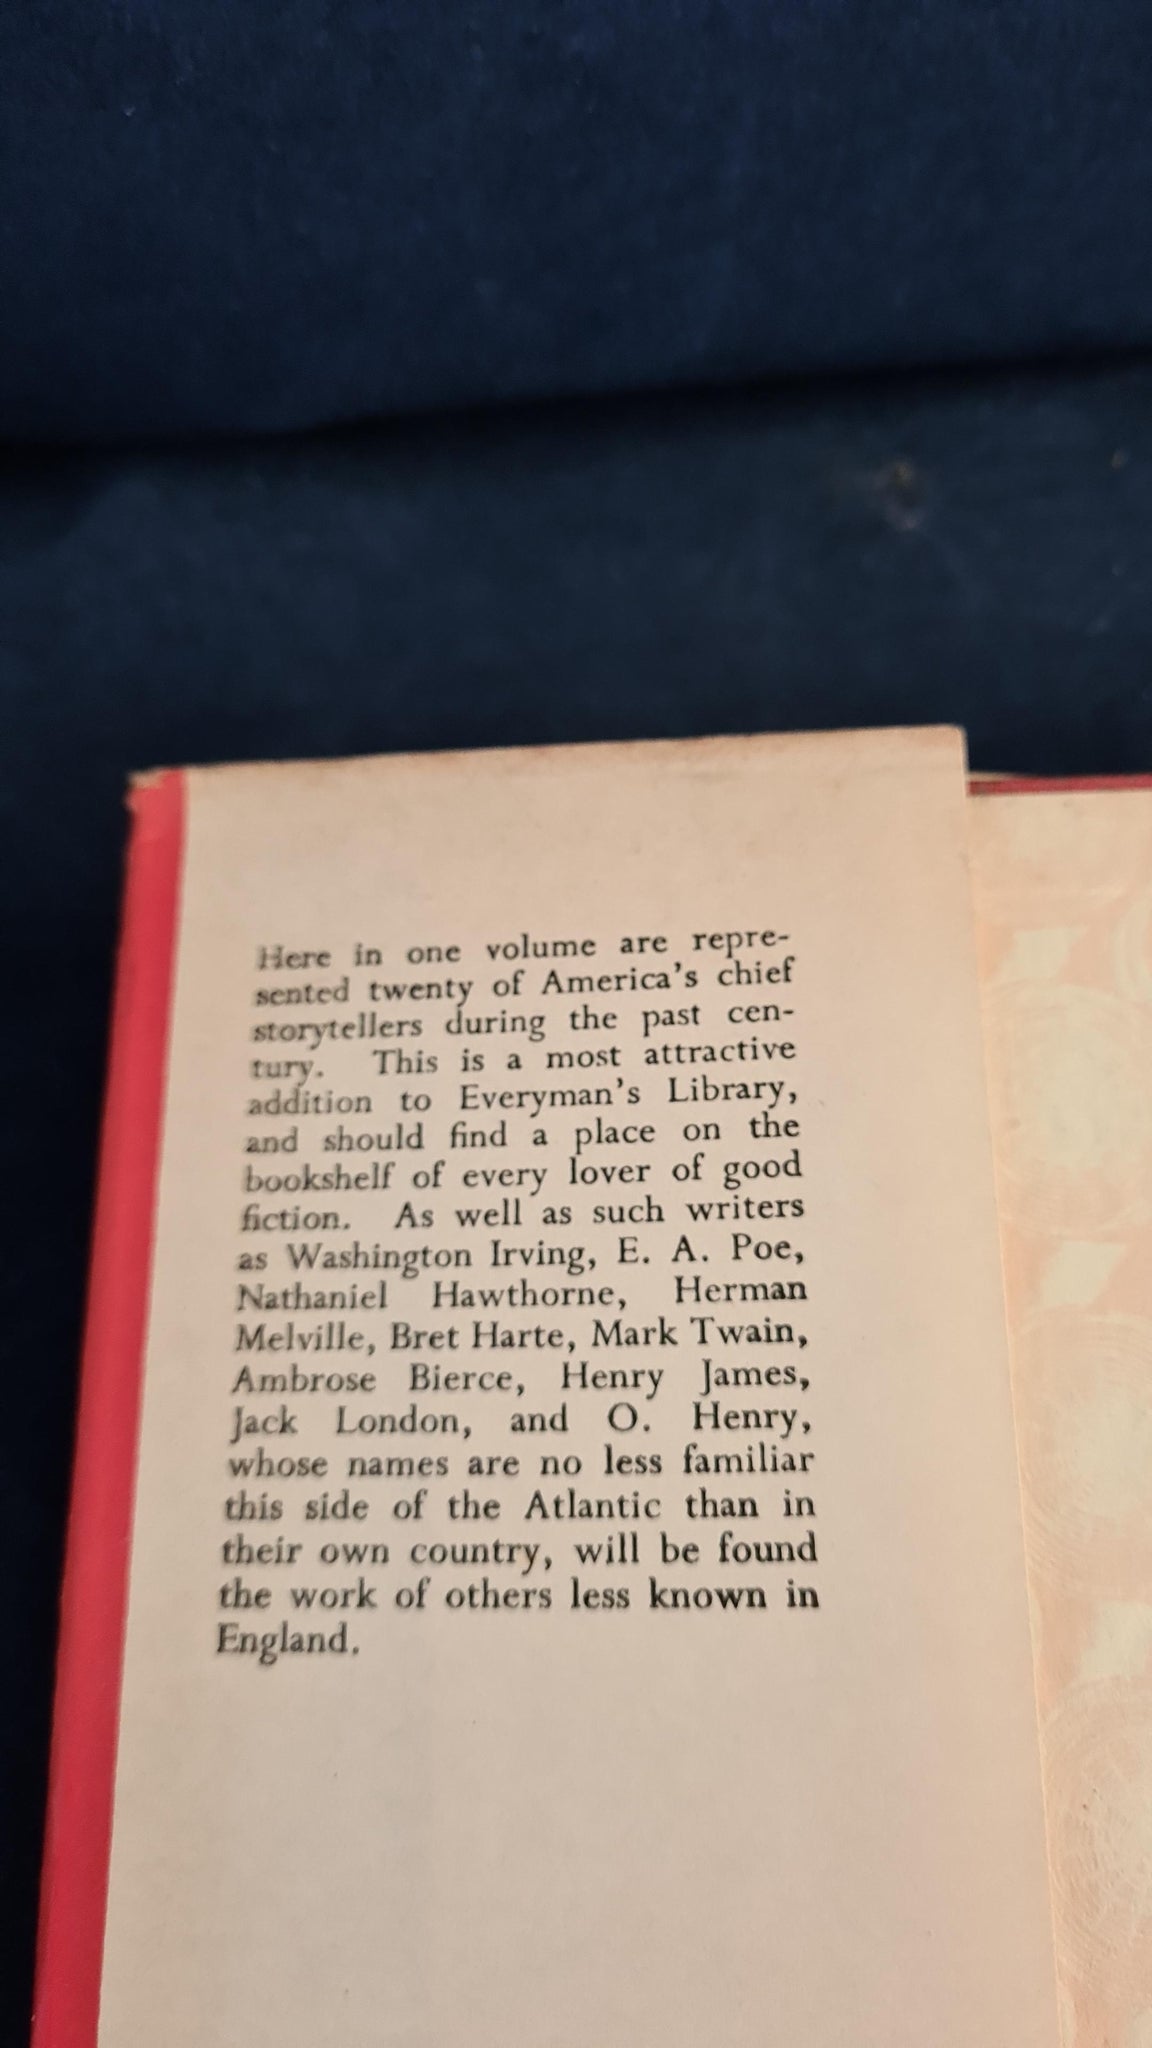 Here in one volume are repre-
sented twenty of America's chief
storytellers during the past cen-
tury. This is a most attractive
addition to Everyman's Library,
and should find a place on the
bookshelf of every lover of good
fiction. As well as such writers
as Washington Irving, E. A. Poe,
Nathaniel Hawthorne, Herman
Melville, Bret Harte, Mark Twain,
Ambrose Bierce, Henry James,
Jack London, and O. Henry,
whose names are no less familiar
this side of the Atlantic than in
their own country, will be found
the work of others less known in
England.